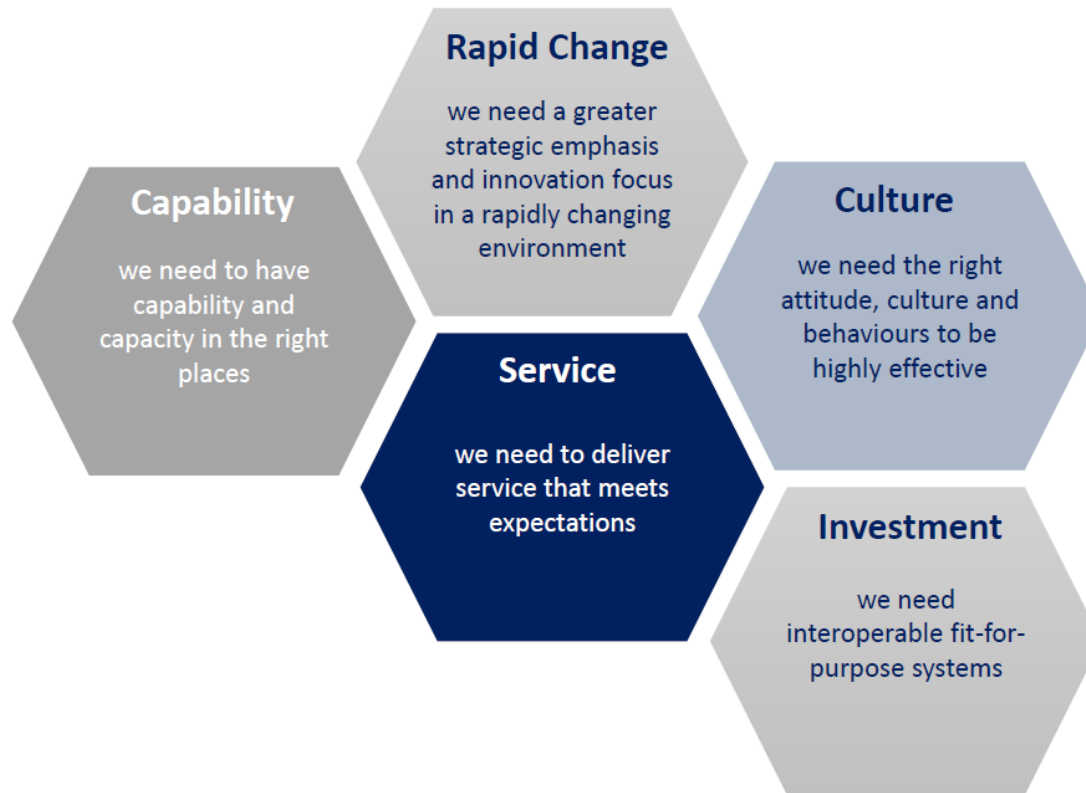 Rapid Change
we need a greater
strategic emphasis
and innovation focus
in a rapidly changing
environment
Capability
we need to have
capability and
capacity in the right
places
Culture
we need the right
attitude, culture and
behaviours to be
highly effective
Service
we need to deliver
service that meets
expectations
Investment
we need
interoperable fit-for-
purpose systems